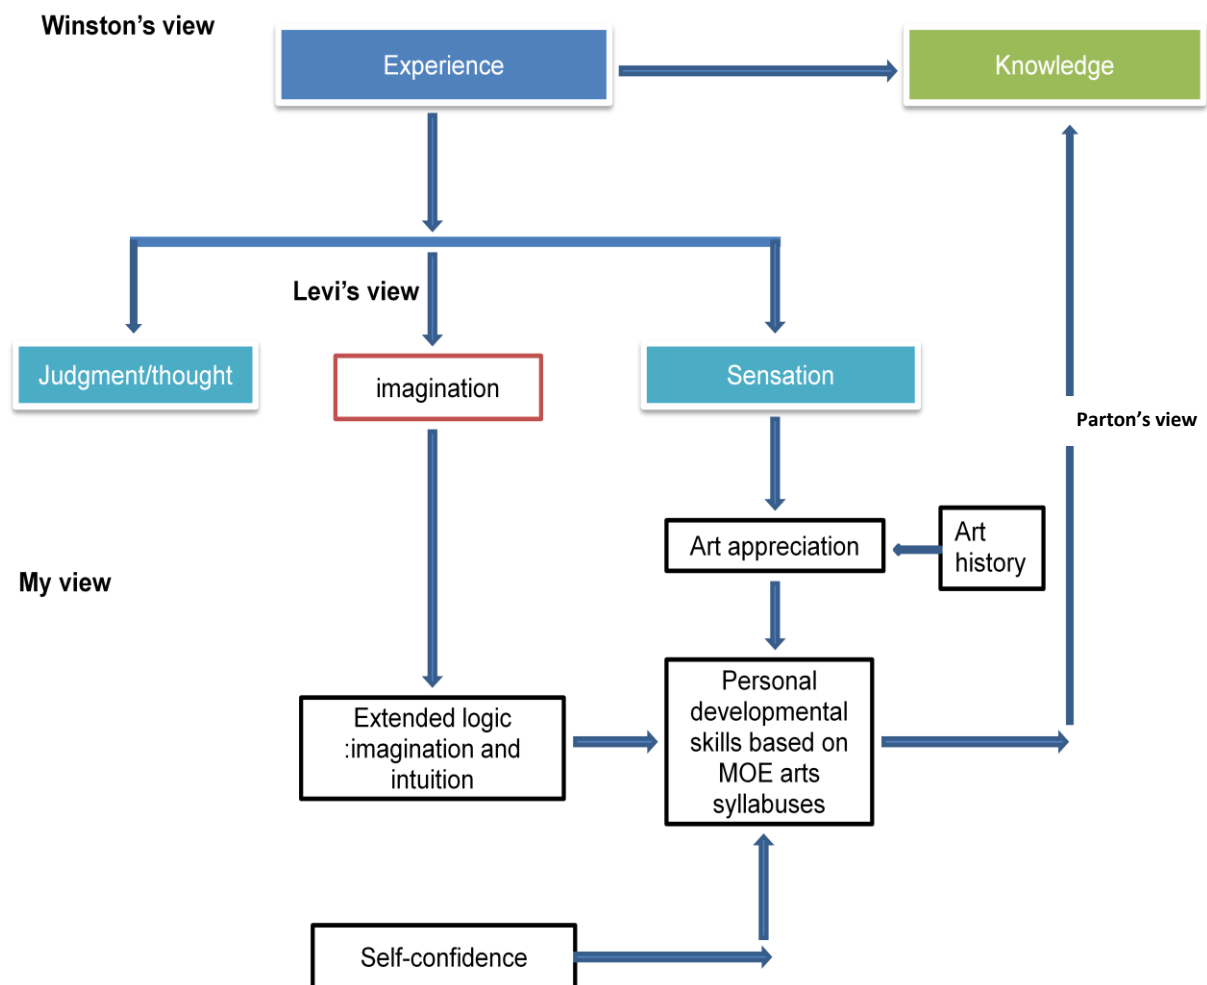 Winston's view
Experience
Knowledge
Levi's view
Judgment/thought
imagination
Sensation
Parton's view
Art appreciation
Art
history
My view
Extended logic
:imagination and
intuition
Personal
developmental
skills based on
MOE arts
syllabuses
Self-confidence